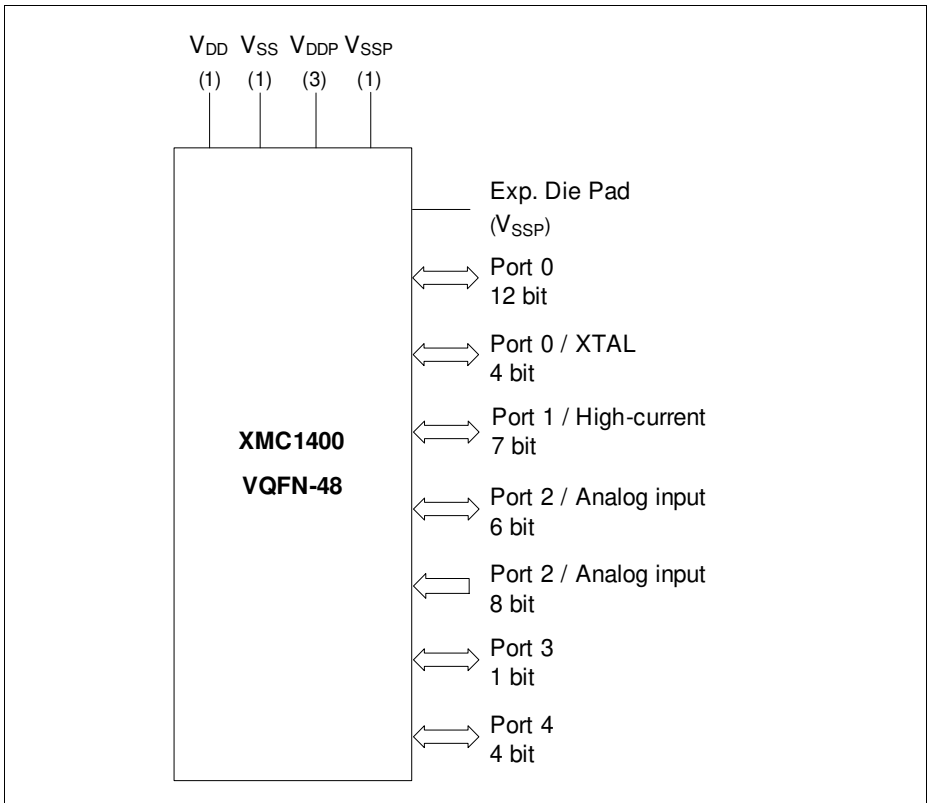 VDD VSS VDDP VSSP
(1) (1) (3) (1)
Exp. Die Pad
(VSSP)
Port 0
12 bit
Port 0 / XTAL
4 bit
Port 1 / High-current
7 bit
XMC1400
VQFN-48
Port 2 / Analog input
6 bit
Port 2 / Analog input
8 bit
Port 3
1 bit
Port 4
4 bit